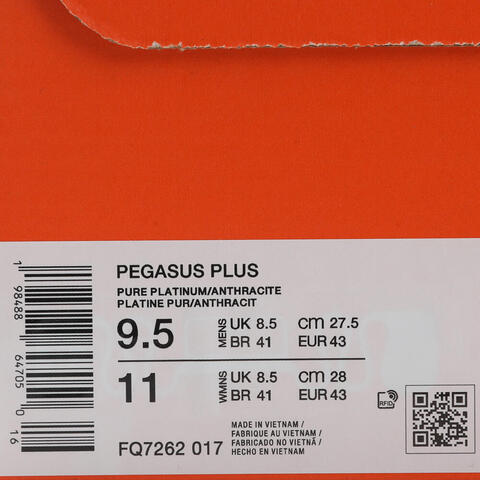 PEGASUS PLUS
PURE PLATINUM/ANTHRACITE
PLATINE PUR/ANTHRACIT
9.5 MENS UK 8.5 CM 27.5
BR 41 EUR 43
11 WMNS UK 8.5 CM 28
BR 41 EUR 43
FQ7262 017
MADE IN VIETNAM /
FABRIQUE AU VIETNAM /
FABRICADO NO VIETNÃ /
HECHO EN VIETNAM
RFID
1 98488 64705 0 16